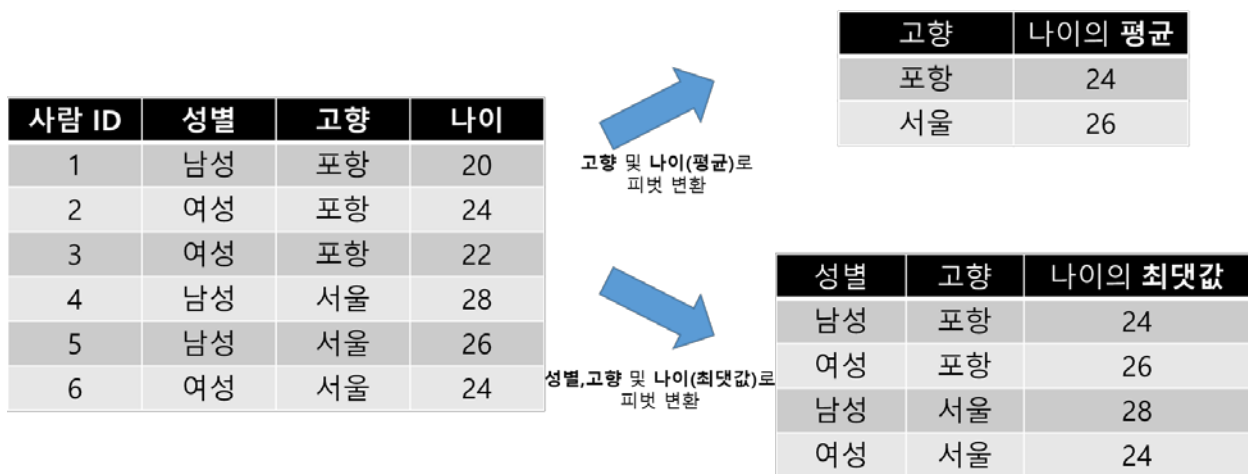 사람 ID 성별 고향 나이
1 남성 포항 20
2 여성 포항 24
3 여성 포항 22
4 남성 서울 28
5 남성 서울 26
6 여성 서울 24
고향 및 나이(평균)로
피벗 변환
고향 나이의 평균
포항 24
서울 26
성별,고향 및 나이(최댓값)로
피벗 변환
성별 고향 나이의 최댓값
남성 포항 24
여성 포항 26
남성 서울 28
여성 서울 24